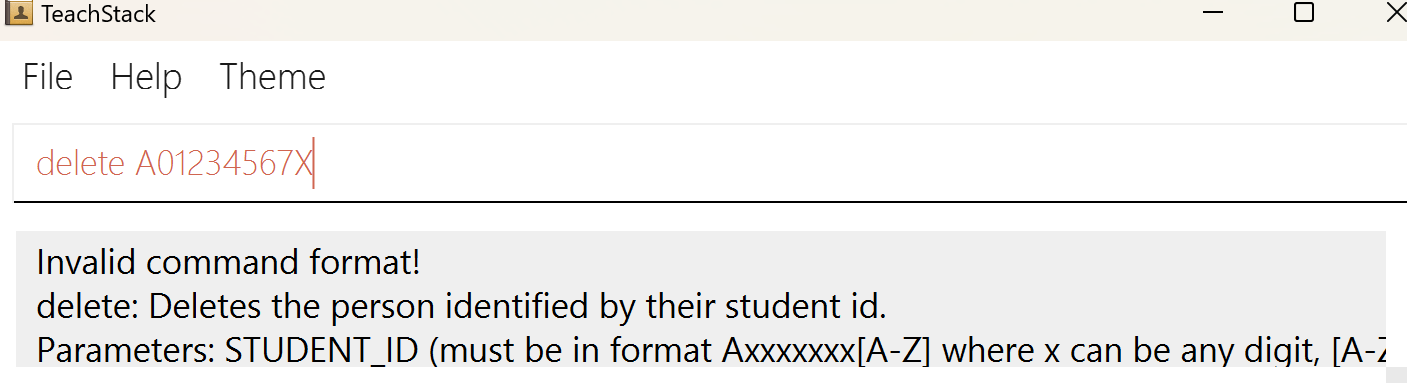 TeachStack
File Help Theme
delete A01234567X
Invalid command format!
delete: Deletes the person identified by their student id.
Parameters: STUDENT_ID (must be in format Axxxxxxx[A-Z] where x can be any digit, [A-Z